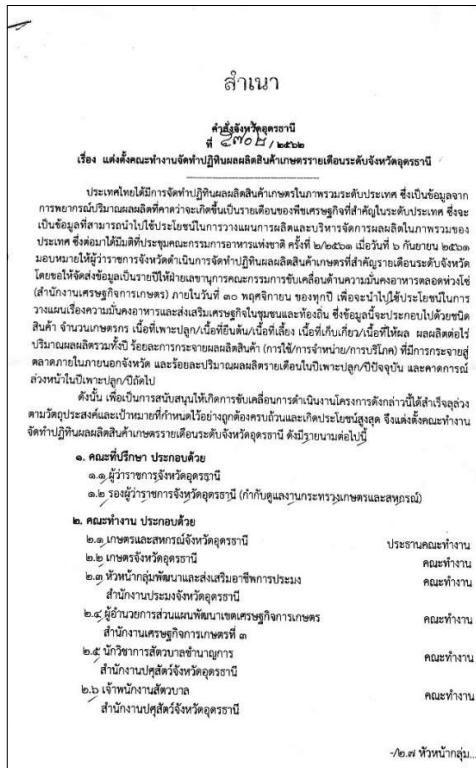 สำเนา
คำสั่งจังหวัดอุดรธานี
ที่ / ๒๕๖๒
เรื่อง แต่งตั้งคณะทำงานจัดทำปฏิทินผลผลิตสินค้าเกษตรรายเดือนระดับจังหวัดอุดรธานี
ประเทศไทยได้มีการจัดทำปฏิทินผลผลิตสินค้าเกษตรในภาพรวมระดับประเทศ ซึ่งเป็นข้อมูลจาก
การพยากรณ์ปริมาณผลผลิตที่คาดว่าจะเกิดขึ้นเป็นรายเดือนของพืชเศรษฐกิจที่สำคัญในระดับประเทศ ซึ่งจะ
เป็นข้อมูลที่สามารถนำไปใช้ประโยชน์ในการวางแผนการผลิตและบริหารจัดการผลผลิตในภาพรวมของ
ประเทศ ซึ่งต่อมาได้มีมติที่ประชุมคณะกรรมการอาหารแห่งชาติ ครั้งที่ ๒/๒๕๖๑ เมื่อวันที่ ๖ กันยายน ๒๕๖๑
มอบหมายให้ผู้ว่าราชการจังหวัดดำเนินการจัดทำปฏิทินผลผลิตสินค้าเกษตรที่สำคัญรายเดือนระดับจังหวัด
โดยขอให้จัดส่งข้อมูลเป็นรายปีให้ฝ่ายเลขานุการคณะกรรมการขับเคลื่อนด้านความมั่นคงอาหารตลอดห่วงโซ่
(สำนักงานเศรษฐกิจการเกษตร) ภายในวันที่ ๓๐ พฤศจิกายน ของทุกปี เพื่อจะนำไปใช้ประโยชน์ในการ
วางแผนเรื่องความมั่นคงอาหารและส่งเสริมเศรษฐกิจในชุมชนและท้องถิ่น ซึ่งข้อมูลนี้จะประกอบไปด้วยชนิด
สินค้า จำนวนเกษตรกร เนื้อที่เพาะปลูก/เนื้อที่ยืนต้น/เนื้อที่เลี้ยง เนื้อที่เก็บเกี่ยว/เนื้อที่ให้ผล ผลผลิตต่อไร่
ปริมาณผลผลิตรวมทั้งปี ร้อยละการกระจายผลผลิตสินค้า (การใช้/การจำหน่าย/การบริโภค) ที่มีการกระจายสู่
ตลาดภายในภายนอกจังหวัด และร้อยละปริมาณผลผลิตรายเดือนในปีเพาะปลูก/ปีปัจจุบัน และคาดการณ์
ล่วงหน้าในปีเพาะปลูก/ปีถัดไป
ดังนั้น เพื่อเป็นการสนับสนุนให้เกิดการขับเคลื่อนการดำเนินงานโครงการดังกล่าวนี้ได้สำเร็จลุล่วง
ตามวัตถุประสงค์และเป้าหมายที่กำหนดไว้อย่างถูกต้องครบถ้วนและเกิดประโยชน์สูงสุด จึงแต่งตั้งคณะทำงาน
จัดทำปฏิทินผลผลิตสินค้าเกษตรรายเดือนระดับจังหวัดอุดรธานี ดังมีรายนามต่อไปนี้
๑. คณะที่ปรึกษา ประกอบด้วย
๑.๑ ผู้ว่าราชการจังหวัดอุดรธานี
๑.๒ รองผู้ว่าราชการจังหวัดอุดรธานี (กำกับดูแลงานกระทรวงเกษตรและสหกรณ์)
๒. คณะทำงาน ประกอบด้วย
๒.๑ เกษตรและสหกรณ์จังหวัดอุดรธานี ประธานคณะทำงาน
๒.๒ เกษตรจังหวัดอุดรธานี คณะทำงาน
๒.๓ หัวหน้ากลุ่มพัฒนาและส่งเสริมอาชีพการประมง คณะทำงาน
สำนักงานประมงจังหวัดอุดรธานี
๒.๔ ผู้อำนวยการส่วนแผนพัฒนาเขตเศรษฐกิจการเกษตร คณะทำงาน
สำนักงานเศรษฐกิจการเกษตรที่ ๓
๒.๕ นักวิชาการสัตวบาลชำนาญการ คณะทำงาน
สำนักงานปศุสัตว์จังหวัดอุดรธานี
๒.๖ เจ้าพนักงานสัตวบาล คณะทำงาน
สำนักงานปศุสัตว์จังหวัดอุดรธานี
-/๒.๗ หัวหน้ากลุ่ม...